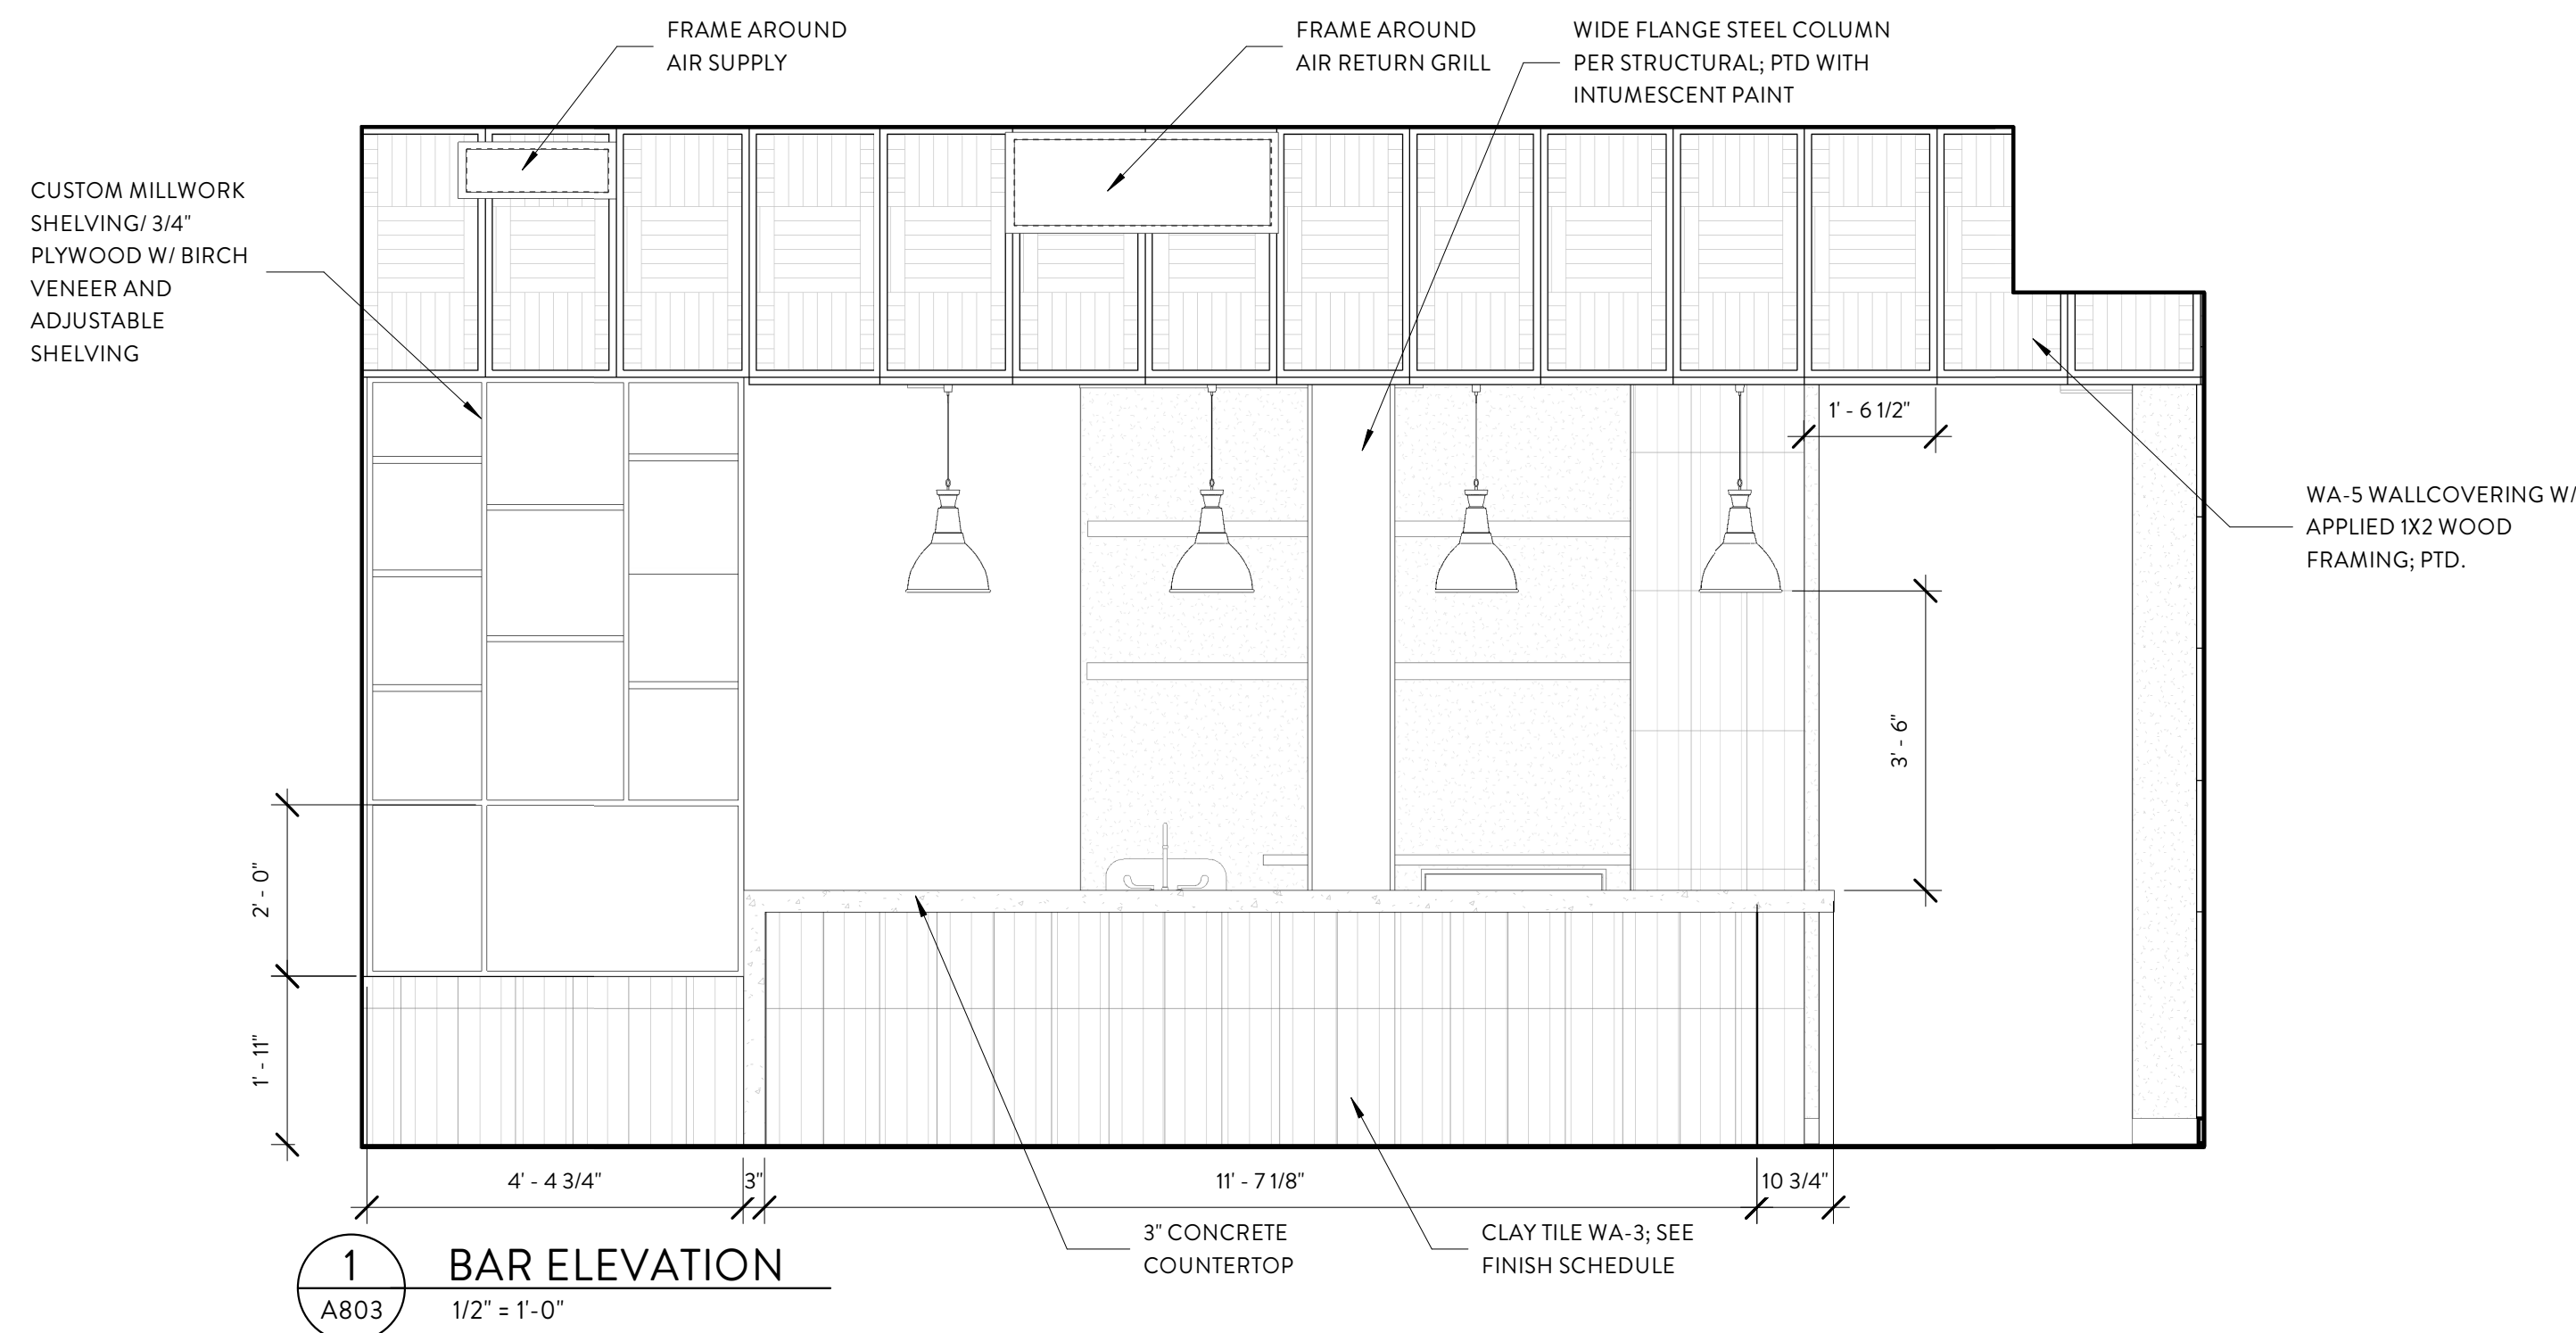 FRAME AROUND
AIR SUPPLY
FRAME AROUND
AIR RETURN GRILL
WIDE FLANGE STEEL COLUMN
PER STRUCTURAL; PTD WITH
INTUMESCENT PAINT
CUSTOM MILLWORK
SHELVING/ 3/4"
PLYWOOD W/ BIRCH
VENEER AND
ADJUSTABLE
SHELVING
1' - 6 1/2"
WA-5 WALLCOVERING W/
APPLIED 1X2 WOOD
FRAMING; PTD.
3' - 6"
2' - 0"
1' - 11"
4' - 4 3/4"
3"
11' - 7 1/8"
10 3/4"
3" CONCRETE
COUNTERTOP
CLAY TILE WA-3; SEE
FINISH SCHEDULE
1
BAR ELEVATION
A803
1/2" = 1'-0"